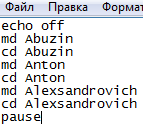 Файл Правка Формат
echo off
md Abuzin
cd Abuzin
md Anton
cd Anton
md Alexsandrovich
cd Alexsandrovich
pause